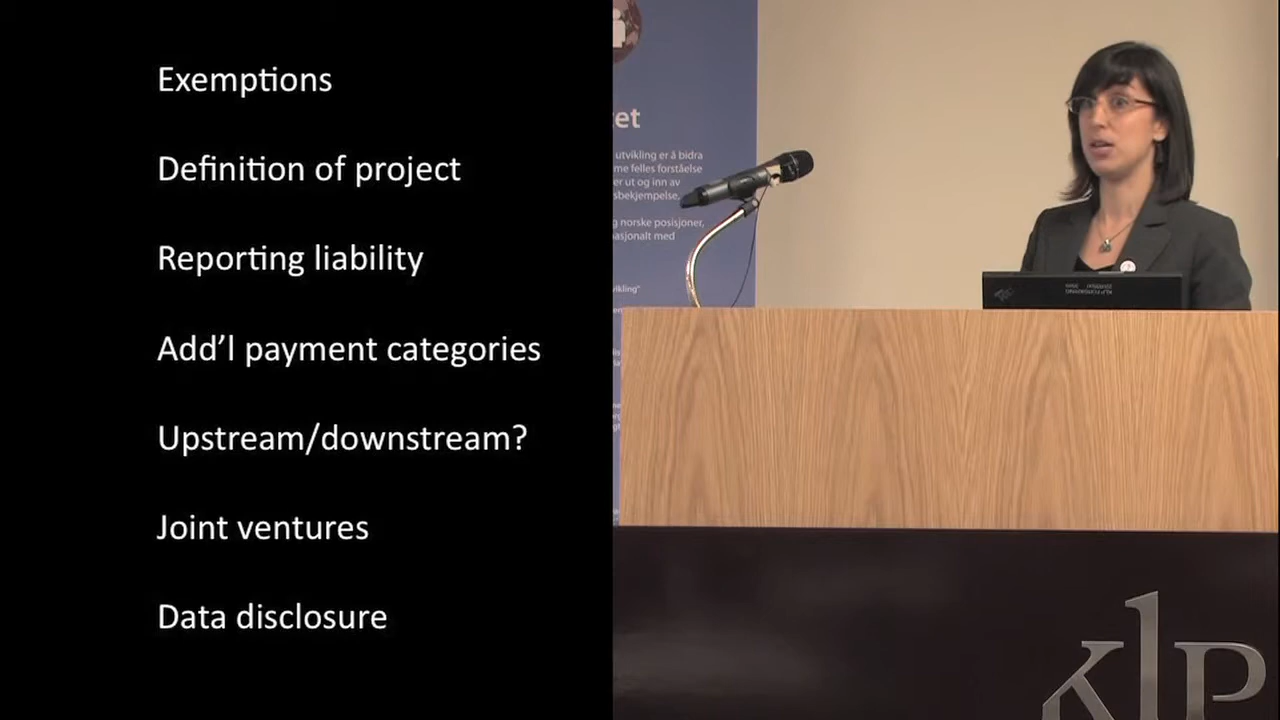 Exemptions
Definition of project
Reporting liability
Add'l payment categories
Upstream/downstream?
Joint ventures
Data disclosure
tet
utvikling er å bidra
me felles forståelse
er ut og inn av
sbekjempelse,
g norske posisjoner,
asjonalt med
vikling"
klp